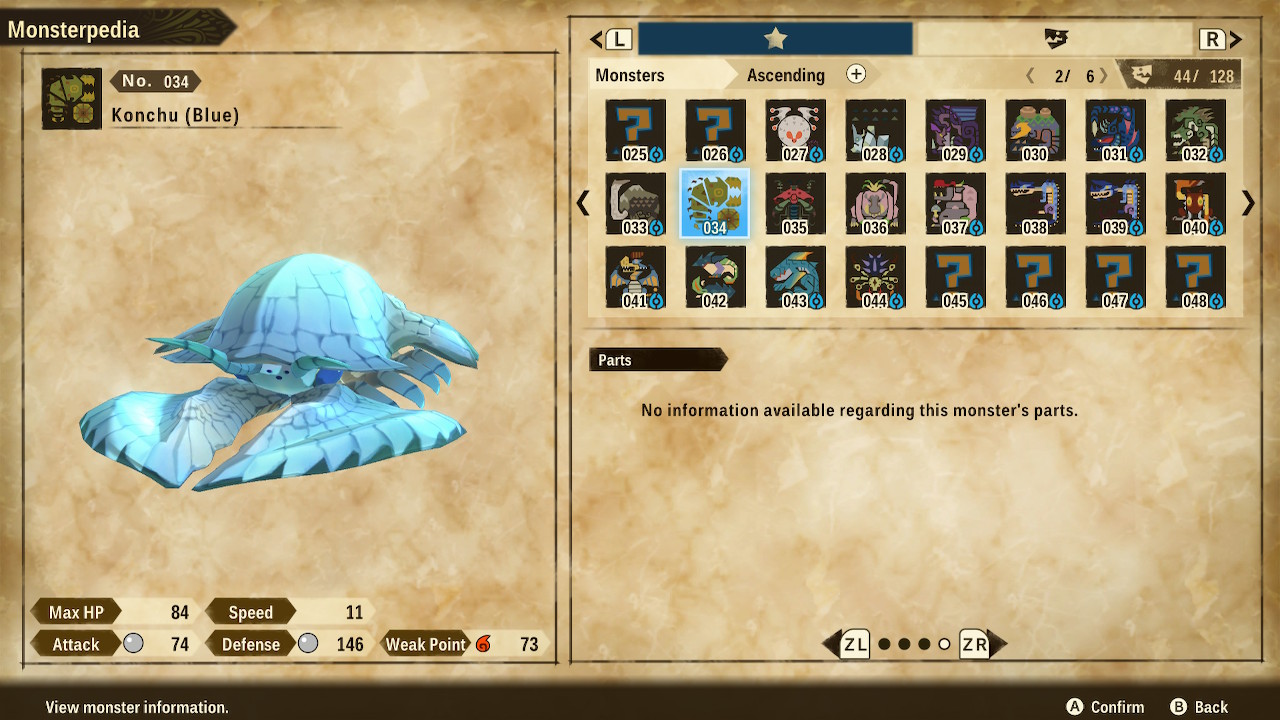 Monsterpedia
No. 034
Konchu (Blue)
Max HP 84 Speed 11
Attack 74 Defense 146 Weak Point 73
L R
Monsters Ascending 2/ 6 44/ 128
025 026 027 028 029 030 031 032
033 034 035 036 037 038 039 040
041 042 043 044 045 046 047 048
Parts
No information available regarding this monster's parts.
ZL ZR
View monster information.
A Confirm B Back